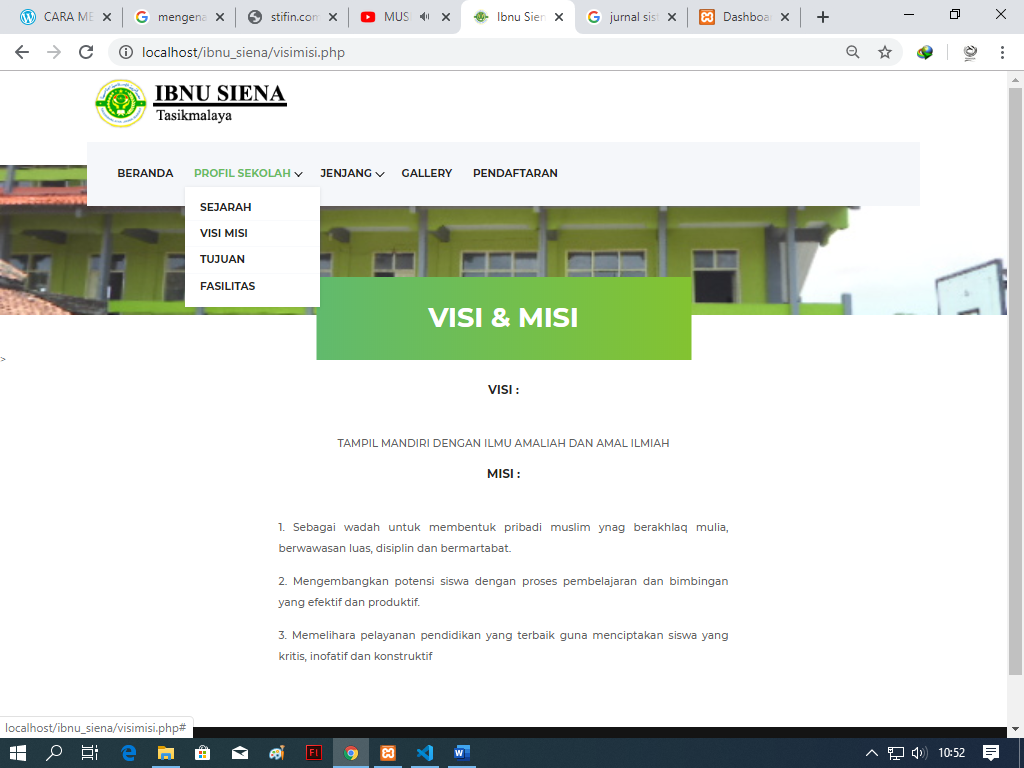 CARA ME
mengena
stifin.com
MUS
Ibnu Sien
jurnal sist
Dashboa
localhost/ibnu_siena/visimisi.php
IBNU SIENA
Tasikmalaya
BERANDA PROFIL SEKOLAH JENJANG GALLERY PENDAFTARAN
SEJARAH
VISI MISI
TUJUAN
FASILITAS
VISI & MISI
>
VISI :
TAMPIL MANDIRI DENGAN ILMU AMALIAH DAN AMAL ILMIAH
MISI :
1. Sebagai wadah untuk membentuk pribadi muslim ynag berakhlaq mulia,
berwawasan luas, disiplin dan bermartabat.
2. Mengembangkan potensi siswa dengan proses pembelajaran dan bimbingan
yang efektif dan produktif.
3. Memelihara pelayanan pendidikan yang terbaik guna menciptakan siswa yang
kritis, inofatif dan konstruktif
localhost/ibnu_siena/visimisi.php#
10:52